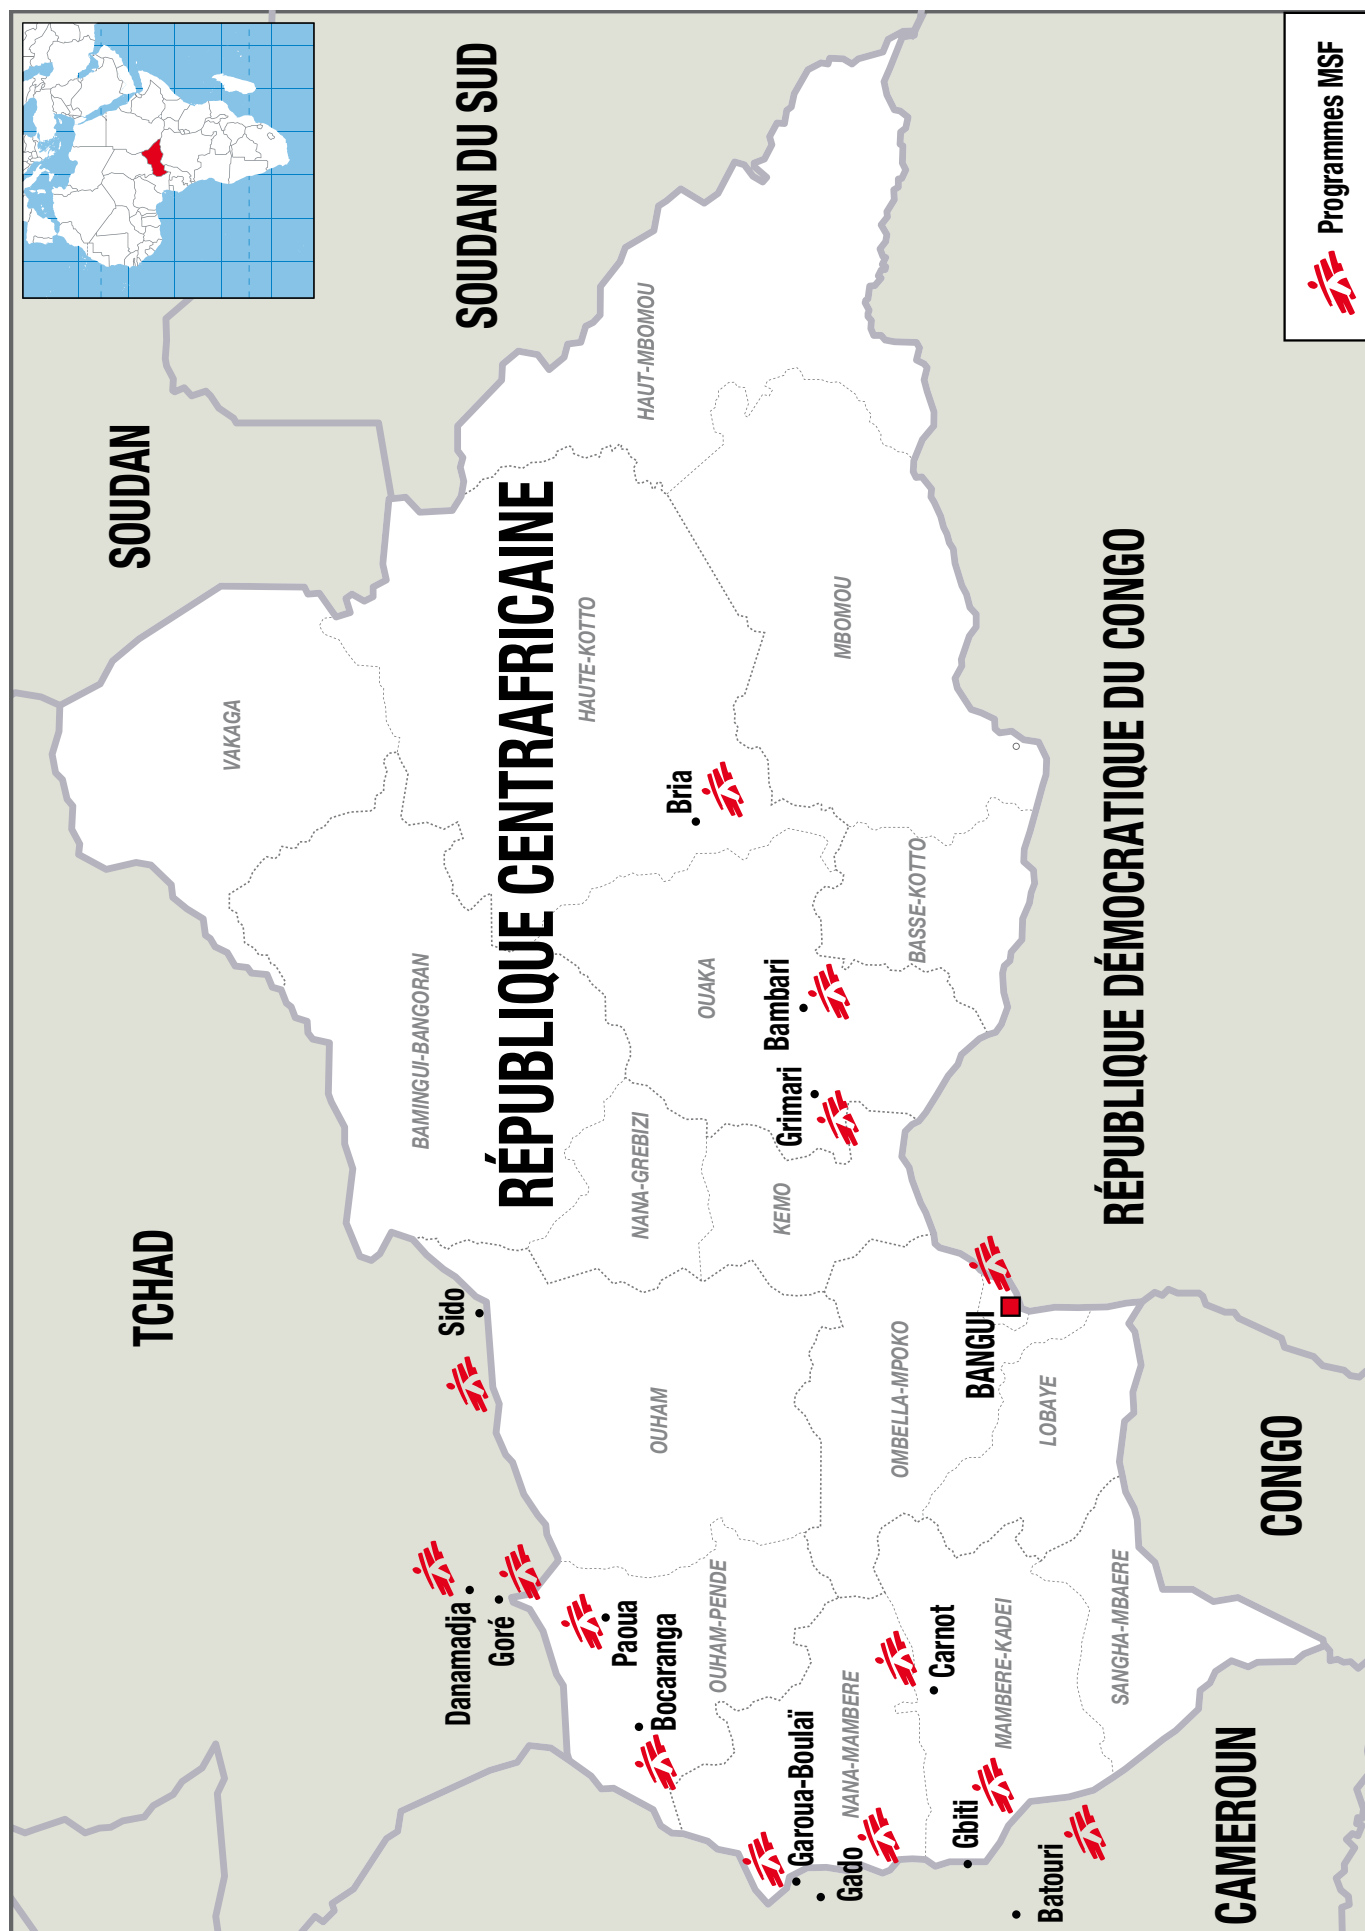 SOUDAN
SOUDAN DU SUD
TCHAD
RÉPUBLIQUE CENTRAFRICAINE
RÉPUBLIQUE DÉMOCRATIQUE DU CONGO
CONGO
CAMEROUN
VAKAGA
BAMINGUI-BANGORAN
HAUTE-KOTTO
HAUT-MBOMOU
MBOMOU
BASSE-KOTTO
OUAKA
NANA-GREBIZI
KEMO
OUHAM
OMBELLA-MPOKO
LOBAYE
OUHAM-PENDE
NANA-MAMBERE
MAMBERE-KADEI
SANGHA-MBAERE
Sido
Danamadja
Goré
Paoua
Bocaranga
Bria
Bambari
Grimari
BANGUI
Carnot
Garoua-Boulaï
Gado
Gbiti
Batouri
Programmes MSF